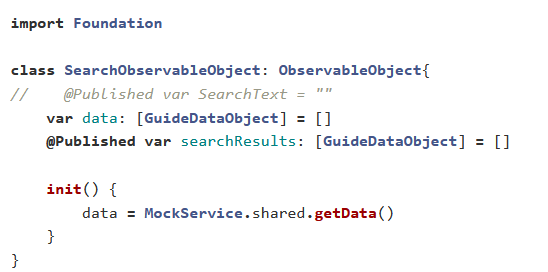 import Foundation

class SearchObservableObject: ObservableObject{
//    @Published var SearchText = ""
    var data: [GuideDataObject] = []
    @Published var searchResults: [GuideDataObject] = []

    init() {
        data = MockService.shared.getData()
    }
}